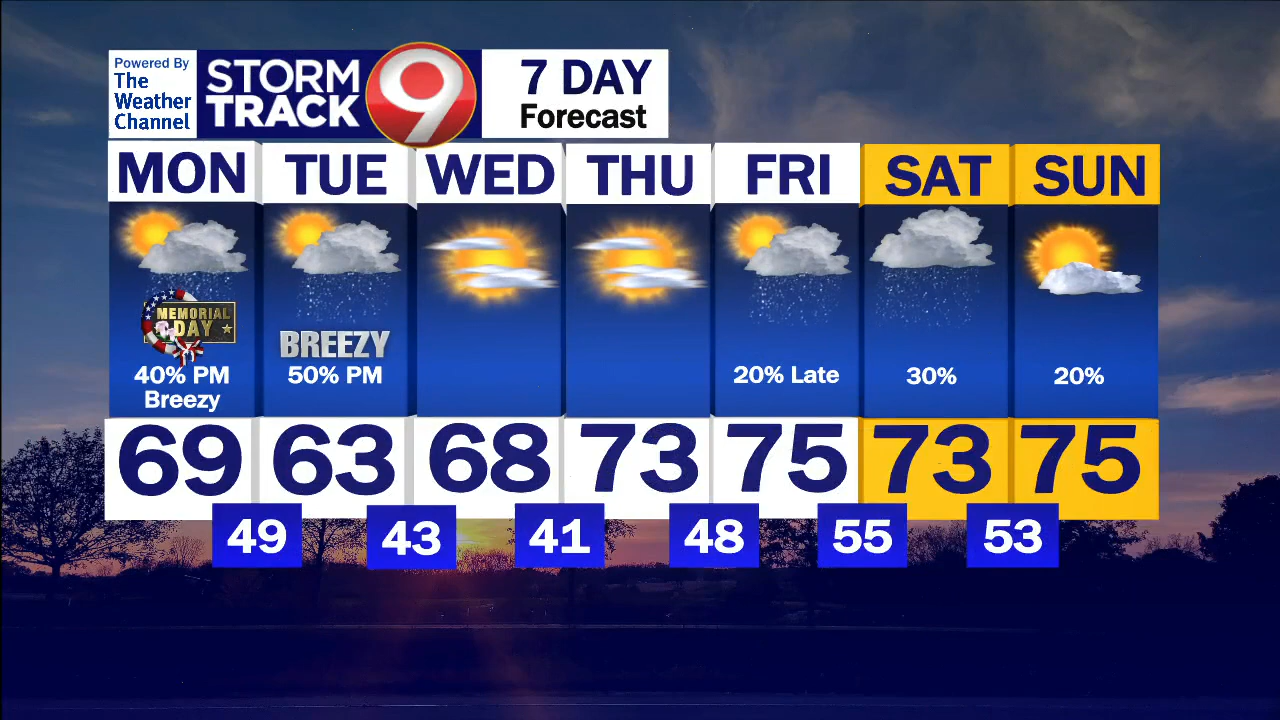 Powered By
The
Weather
Channel
STORM
TRACK
9
7 DAY
Forecast
MON TUE WED THU FRI SAT SUN
MEMORIAL
DAY
BREEZY
40% PM 50% PM 20% Late 30% 20%
Breezy
69 63 68 73 75 73 75
49 43 41 48 55 53